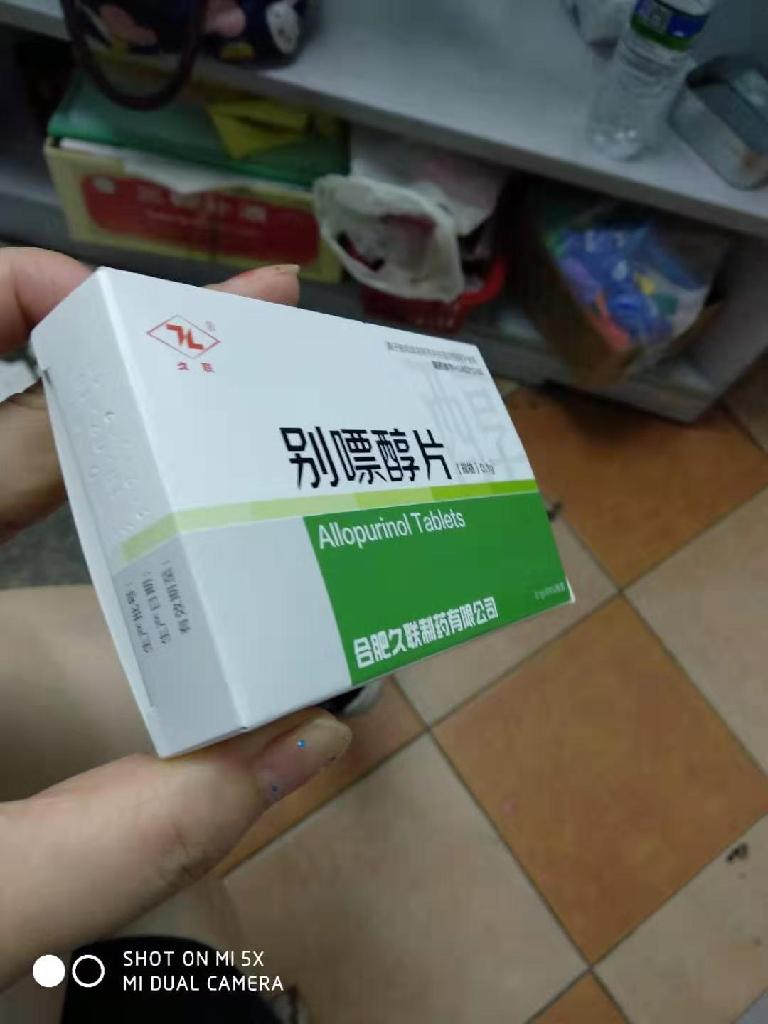 久联
别嘌醇片
【规格】0.1g
Allopurinol Tablets
合肥久联制药有限公司
生产批号：
生产日期：
有效期至：
SHOT ON MI 5X
MI DUAL CAMERA